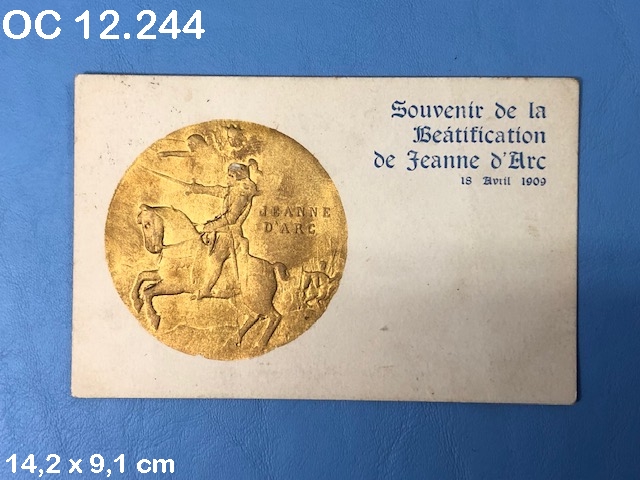 OC 12.244
Souvenir de la
Beátification
de Jeanne d'Arc
18 Avril 1909
JEANNE
D'ARC
14,2 x 9,1 cm